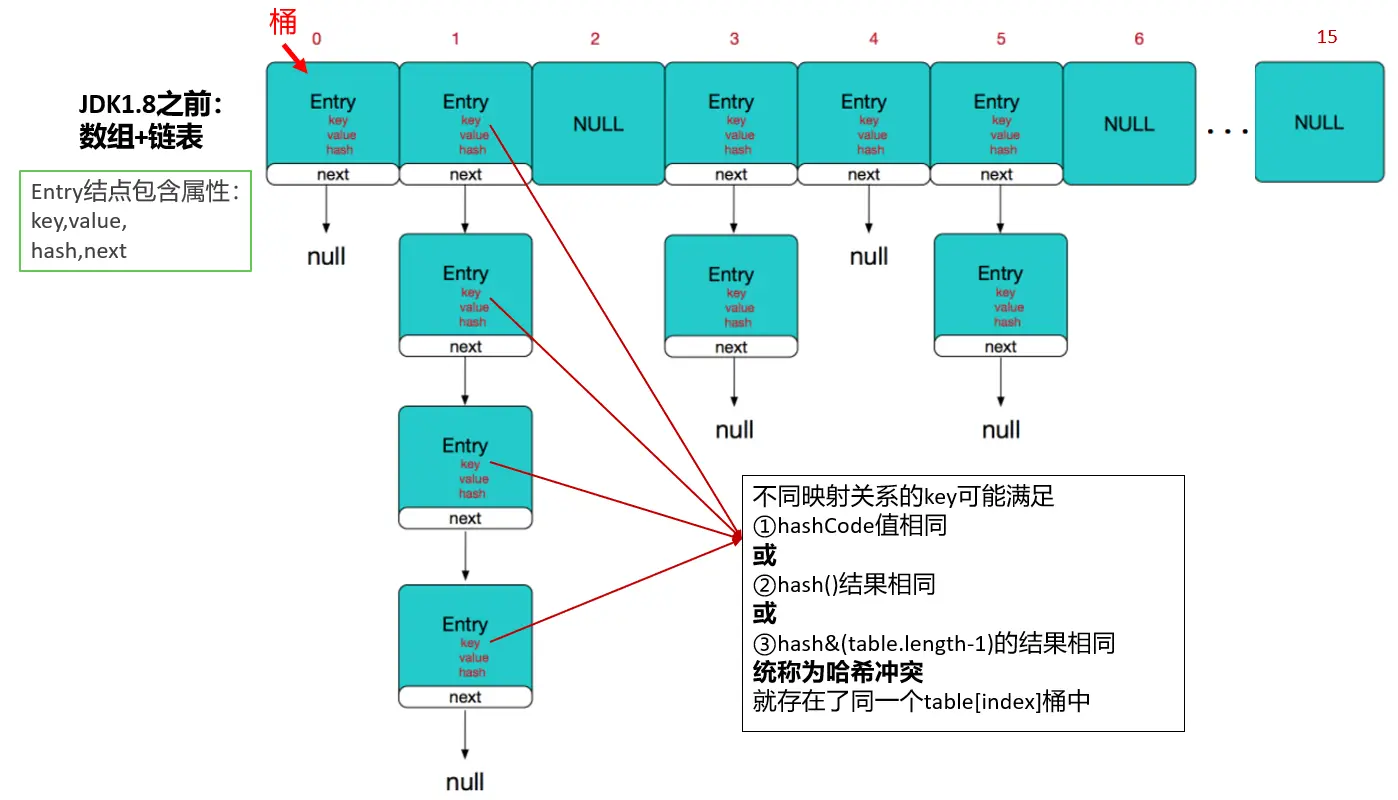 桶
0 1 2 3 4 5 6 15
JDK1.8之前：
数组+链表
Entry结点包含属性：
key,value,
hash,next
Entry
key
value
hash
next
Entry
key
value
hash
next
NULL
Entry
key
value
hash
next
Entry
key
value
hash
next
Entry
key
value
hash
next
NULL
...
NULL
null
Entry
key
value
hash
next
Entry
key
value
hash
next
null
null
Entry
key
value
hash
next
null
Entry
key
value
hash
next
null
Entry
key
value
hash
next
null
不同映射关系的key可能满足
①hashCode值相同
或
②hash()结果相同
或
③hash&(table.length-1)的结果相同
统称为哈希冲突
就存在了同一个table[index]桶中